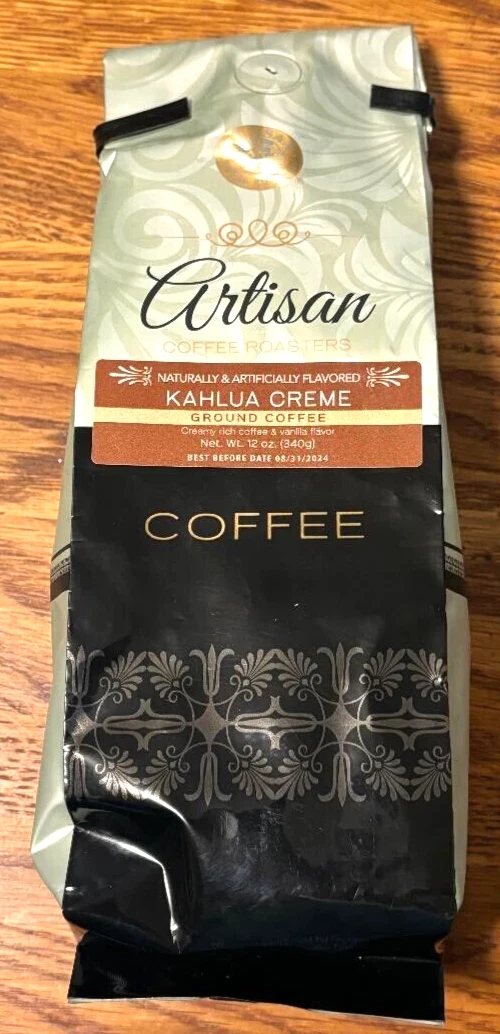 Artisan
COFFEE ROASTERS
NATURALLY & ARTIFICIALLY FLAVORED
KAHLUA CREME
GROUND COFFEE
Creamy rich coffee & vanilla flavor
Net. Wt. 12 oz. (340g)
BEST BEFORE DATE 08/31/2024
COFFEE